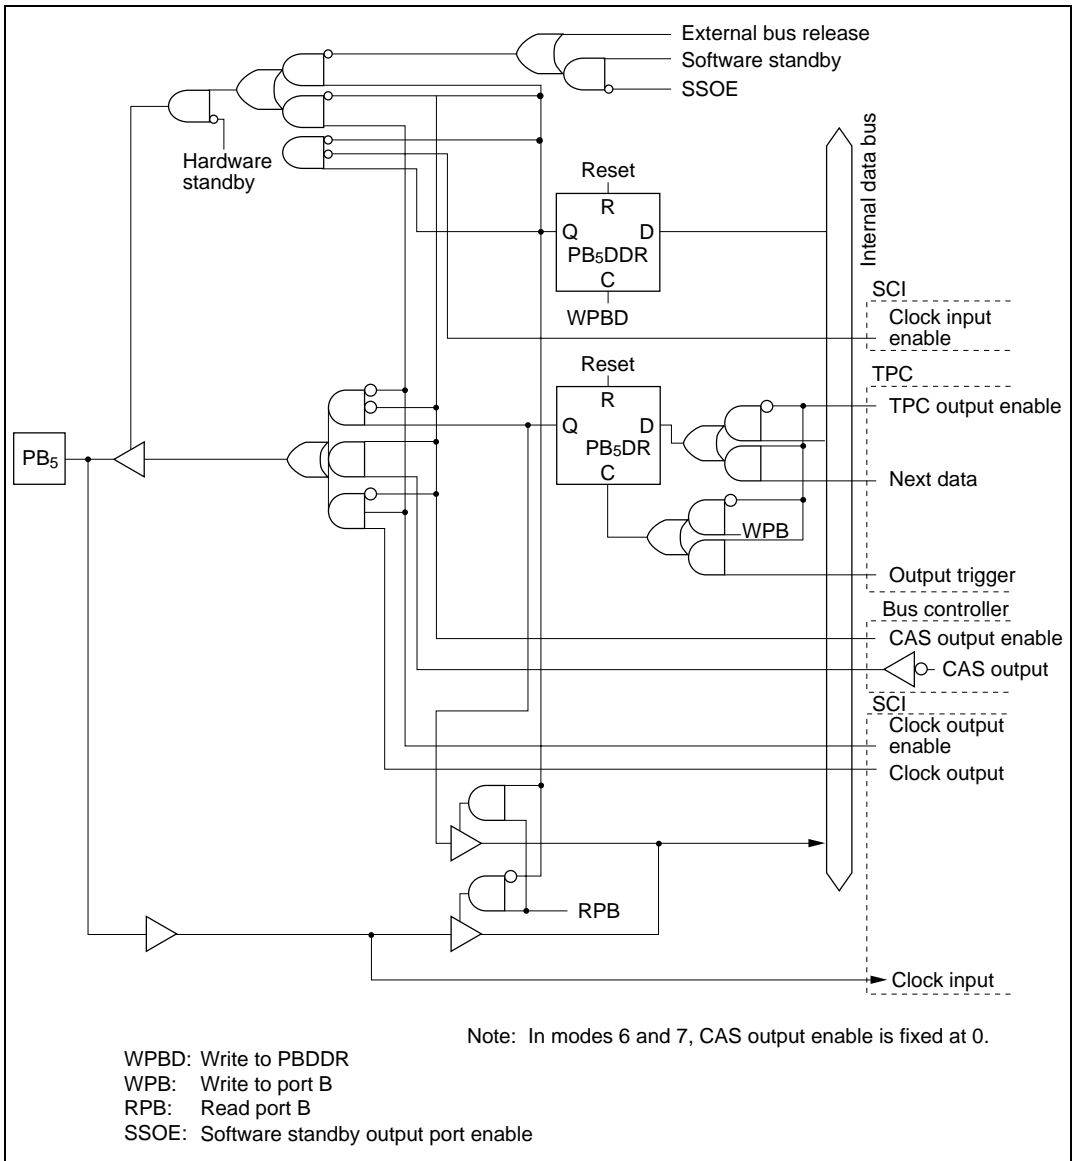 External bus release
Software standby
SSOE
Hardware
standby
Internal data bus
Reset
R
Q D
PB5DDR
C
WPBD
SCI
Clock input
enable
Reset
R
Q D
PB5DR
C
TPC
TPC output enable
Next data
WPB
Output trigger
PB5
Bus controller
CAS output enable
CAS output
SCI
Clock output
enable
Clock output
RPB
Clock input
Note: In modes 6 and 7, CAS output enable is fixed at 0.
WPBD: Write to PBDDR
WPB: Write to port B
RPB: Read port B
SSOE: Software standby output port enable